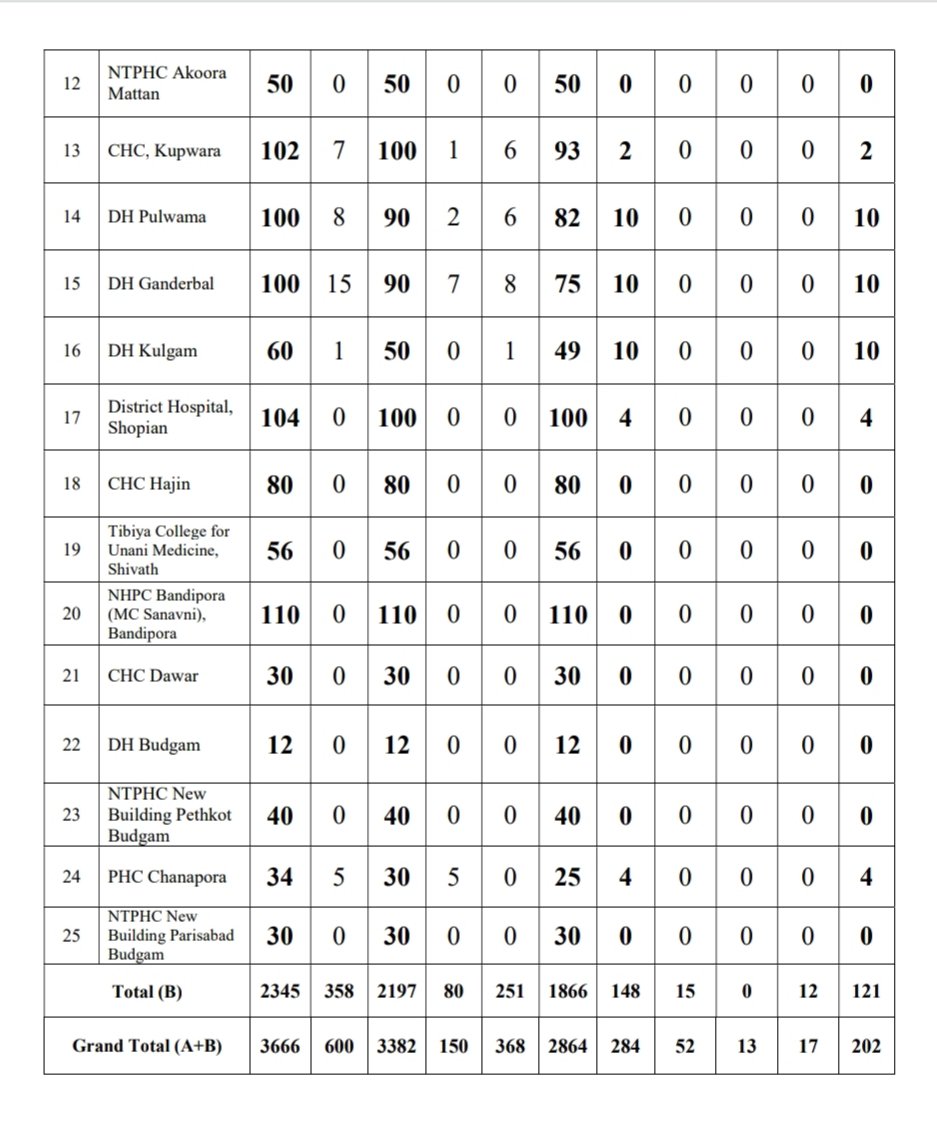 12 NTPHC Akoora Mattan 50 0 50 0 0 50 0 0 0 0 0
13 CHC, Kupwara 102 7 100 1 6 93 2 0 0 0 2
14 DH Pulwama 100 8 90 2 6 82 10 0 0 0 10
15 DH Ganderbal 100 15 90 7 8 75 10 0 0 0 10
16 DH Kulgam 60 1 50 0 1 49 10 0 0 0 10
17 District Hospital, Shopian 104 0 100 0 0 100 4 0 0 0 4
18 CHC Hajin 80 0 80 0 0 80 0 0 0 0 0
19 Tibiya College for Unani Medicine, Shivath 56 0 56 0 0 56 0 0 0 0 0
20 NHPC Bandipora (MC Sanavni), Bandipora 110 0 110 0 0 110 0 0 0 0 0
21 CHC Dawar 30 0 30 0 0 30 0 0 0 0 0
22 DH Budgam 12 0 12 0 0 12 0 0 0 0 0
23 NTPHC New Building Pethkot Budgam 40 0 40 0 0 40 0 0 0 0 0
24 PHC Chanapora 34 5 30 5 0 25 4 0 0 0 4
25 NTPHC New Building Parisabad Budgam 30 0 30 0 0 30 0 0 0 0 0
Total (B) 2345 358 2197 80 251 1866 148 15 0 12 121
Grand Total (A+B) 3666 600 3382 150 368 2864 284 52 13 17 202